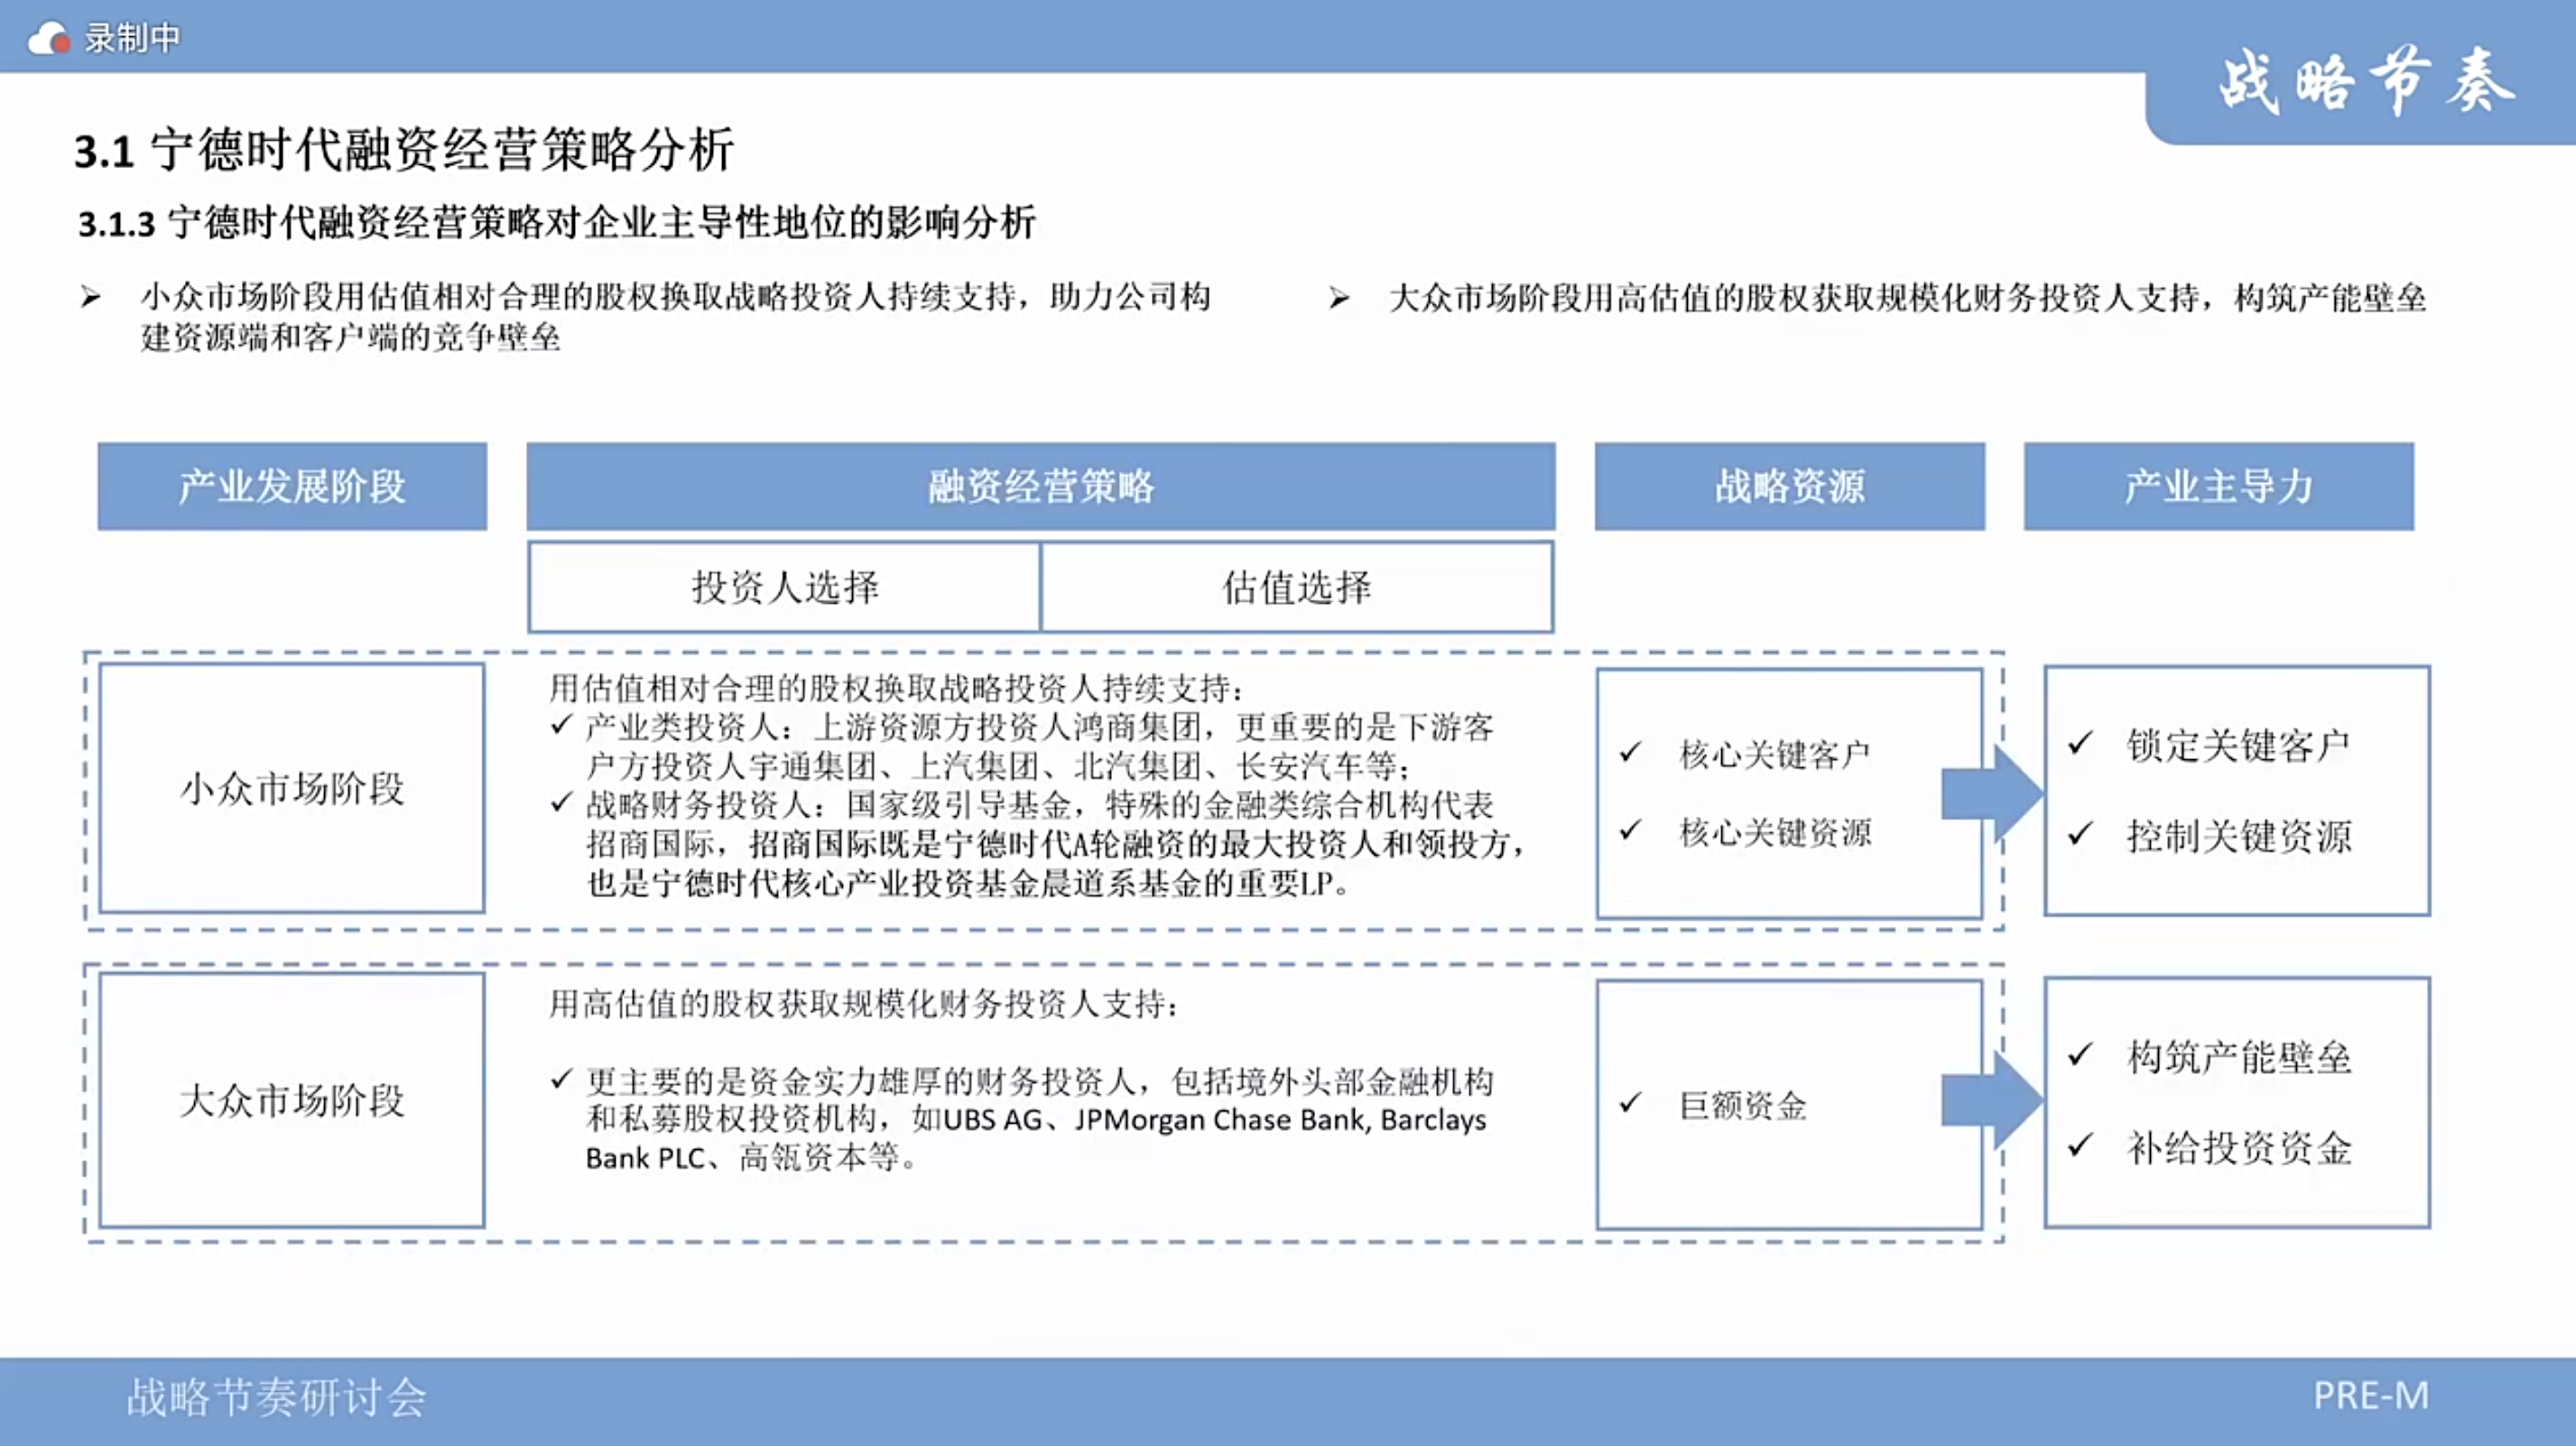 录制中
战略节奏
3.1 宁德时代融资经营策略分析
3.1.3 宁德时代融资经营策略对企业主导性地位的影响分析
➢ 小众市场阶段用估值相对合理的股权换取战略投资人持续支持，助力公司构
建资源端和客户端的竞争壁垒
➢ 大众市场阶段用高估值的股权获取规模化财务投资人支持，构筑产能壁垒
产业发展阶段
融资经营策略
战略资源
产业主导力
投资人选择
估值选择
小众市场阶段
用估值相对合理的股权换取战略投资人持续支持：
✓ 产业类投资人：上游资源方投资人鸿商集团，更重要的是下游客
户方投资人宇通集团、上汽集团、北汽集团、长安汽车等；
✓ 战略财务投资人：国家级引导基金，特殊的金融类综合机构代表
招商国际，招商国际既是宁德时代A轮融资的最大投资人和领投方，
也是宁德时代核心产业投资基金晨道系基金的重要LP。
✓ 核心关键客户
✓ 核心关键资源
✓ 锁定关键客户
✓ 控制关键资源
大众市场阶段
用高估值的股权获取规模化财务投资人支持：
✓ 更主要的是资金实力雄厚的财务投资人，包括境外头部金融机构
和私募股权投资机构，如UBS AG、JPMorgan Chase Bank, Barclays
Bank PLC、高瓴资本等。
✓ 巨额资金
✓ 构筑产能壁垒
✓ 补给投资资金
战略节奏研讨会
PRE-M